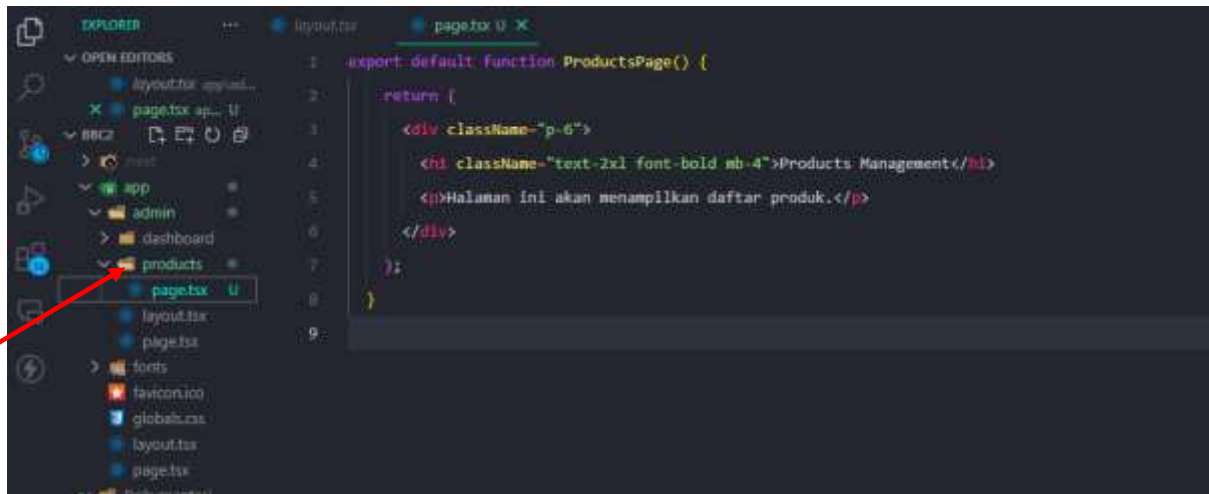 EXPLORER ...
layout.tsx
page.tsx U ×
OPEN EDITORS
layout.tsx
page.tsx ap... U
BBC2
app
admin
dashboard
products
page.tsx U
layout.tsx
page.tsx
fonts
favicon.ico
globals.css
layout.tsx
page.tsx
1 export default function ProductsPage() {
2 return (
3 <div className="p-6">
4 <h1 className="text-2xl font-bold mb-4">Products Management</h1>
5 <p>Halaman ini akan menampilkan daftar produk.</p>
6 </div>
7 );
8 }
9